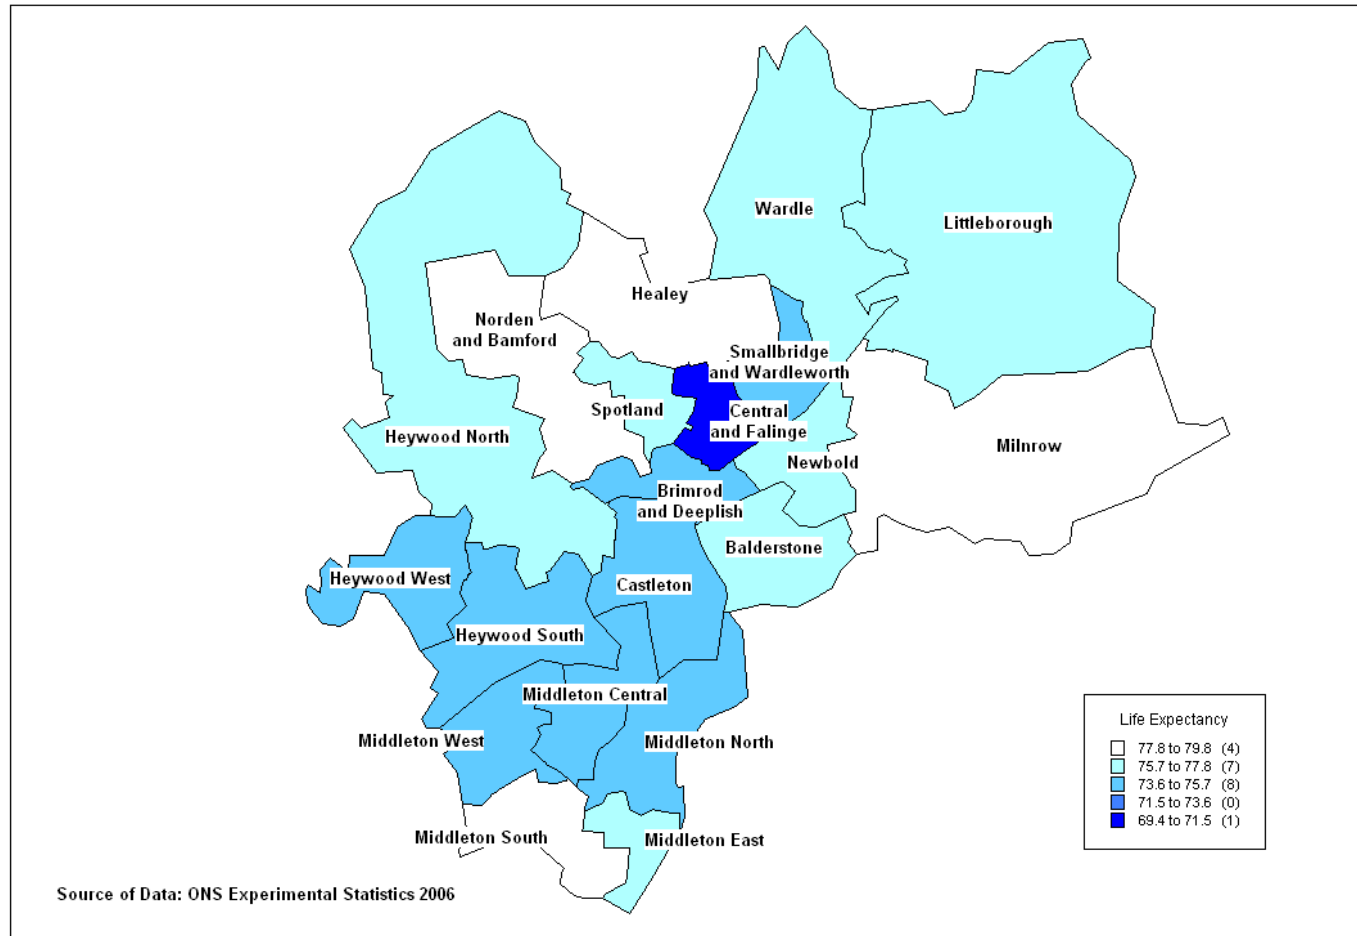 Wardle
Littleborough
Healey
Norden
and Bamford
Smallbridge
and Wardleworth
Spotland
Central
and Falinge
Heywood North
Milnrow
Newbold
Brimrod
and Deeplish
Balderstone
Heywood West
Castleton
Heywood South
Middleton Central
Middleton West
Middleton North
Middleton South
Middleton East
Life Expectancy
77.8 to 79.8 (4)
75.7 to 77.8 (7)
73.6 to 75.7 (8)
71.5 to 73.6 (0)
69.4 to 71.5 (1)
Source of Data: ONS Experimental Statistics 2006